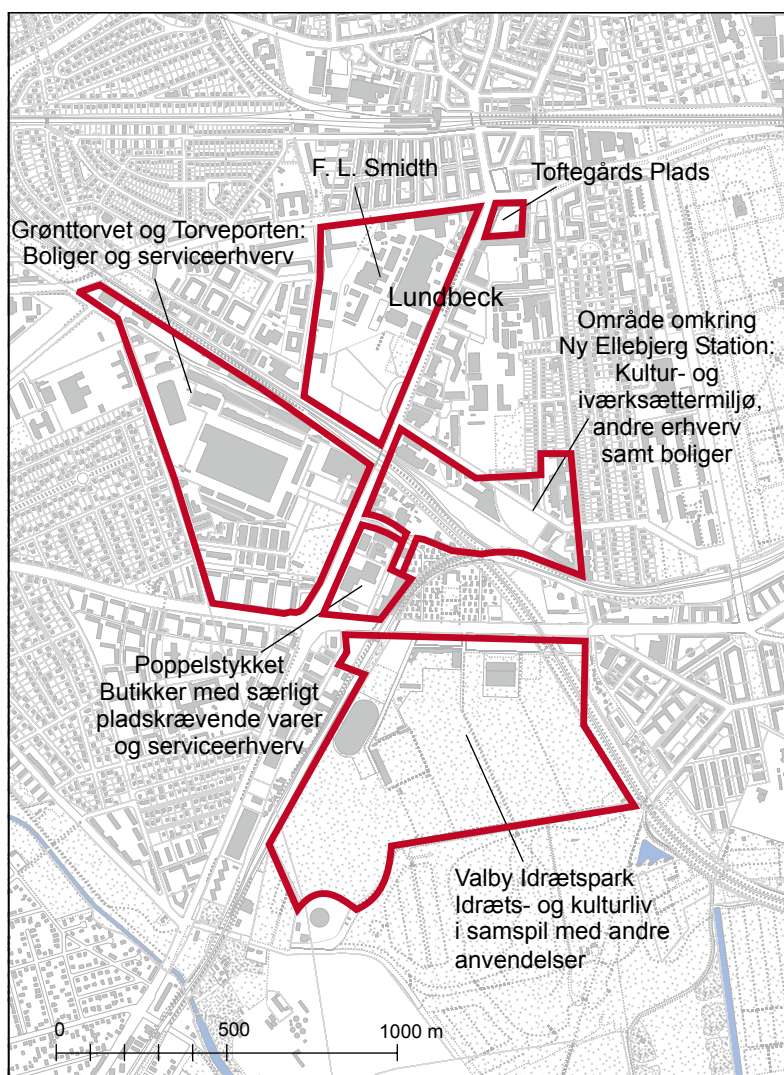 F. L. Smidth
Toftegårds Plads
Grønttorvet og Torveporten:
Boliger og serviceerhverv
Lundbeck
Område omkring
Ny Ellebjerg Station:
Kultur- og
iværksættermiljø,
andre erhverv
samt boliger
Poppelstykket
Butikker med særligt
pladskrævende varer
og serviceerhverv
Valby Idrætspark
Idræts- og kulturliv
i samspil med andre
anvendelser
0 500 1000 m